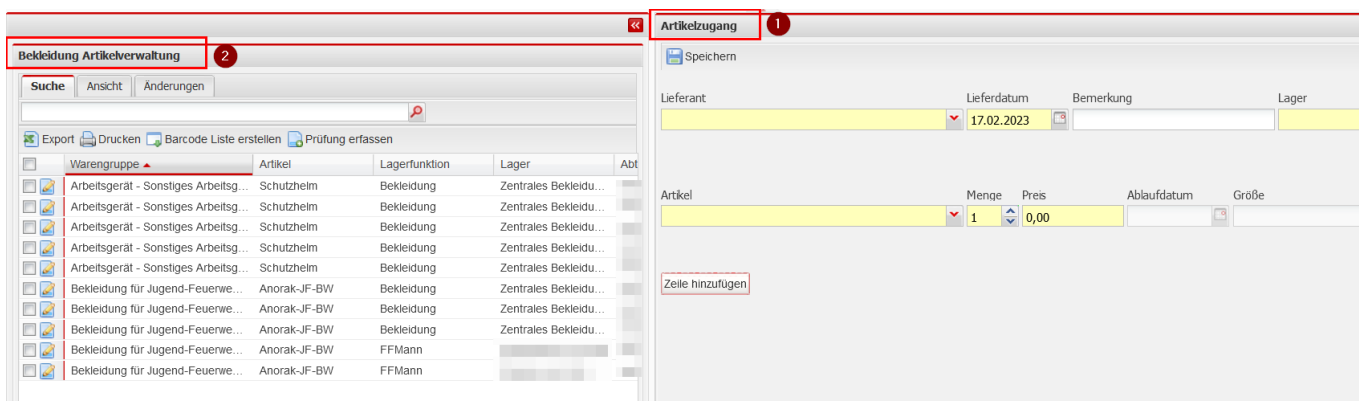 Artikelzugang 1
Bekleidung Artikelverwaltung 2
Speichern
Suche Ansicht Änderungen
Lieferant Lieferdatum Bemerkung Lager
17.02.2023
Export Drucken Barcode Liste erstellen Prüfung erfassen
Warengruppe Artikel Lagerfunktion Lager Abt
Arbeitsgerät - Sonstiges Arbeitsg... Schutzhelm Bekleidung Zentrales Bekleidu...
Arbeitsgerät - Sonstiges Arbeitsg... Schutzhelm Bekleidung Zentrales Bekleidu...
Arbeitsgerät - Sonstiges Arbeitsg... Schutzhelm Bekleidung Zentrales Bekleidu...
Arbeitsgerät - Sonstiges Arbeitsg... Schutzhelm Bekleidung Zentrales Bekleidu...
Arbeitsgerät - Sonstiges Arbeitsg... Schutzhelm Bekleidung Zentrales Bekleidu...
Bekleidung für Jugend-Feuerwe... Anorak-JF-BW Bekleidung Zentrales Bekleidu...
Bekleidung für Jugend-Feuerwe... Anorak-JF-BW Bekleidung Zentrales Bekleidu...
Bekleidung für Jugend-Feuerwe... Anorak-JF-BW Bekleidung Zentrales Bekleidu...
Bekleidung für Jugend-Feuerwe... Anorak-JF-BW FFMann
Bekleidung für Jugend-Feuerwe... Anorak-JF-BW FFMann
Artikel Menge Preis Ablaufdatum Größe
1 0,00
Zeile hinzufügen